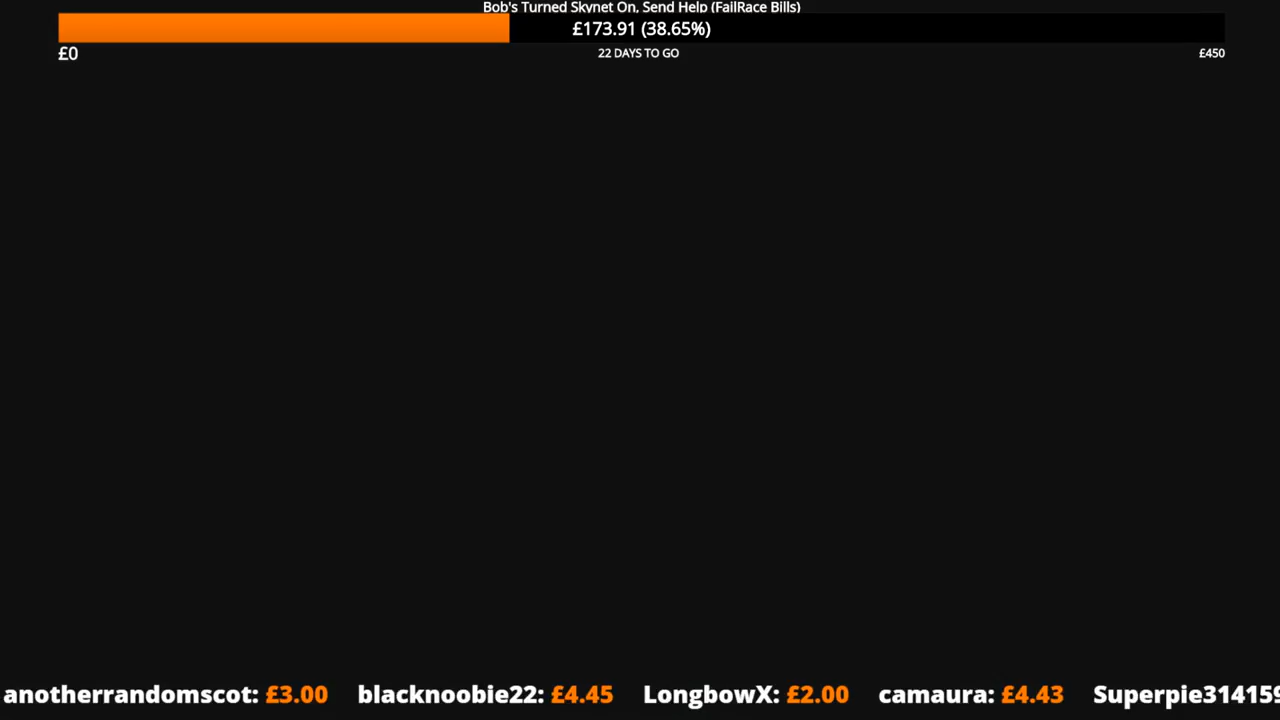 Bob's Turned Skynet On, Send Help (FailRace Bills)
£173.91 (38.65%)
£0 22 DAYS TO GO £450
anotherrandomscot: £3.00 blacknoobie22: £4.45 LongbowX: £2.00 camaura: £4.43 Superpie314159